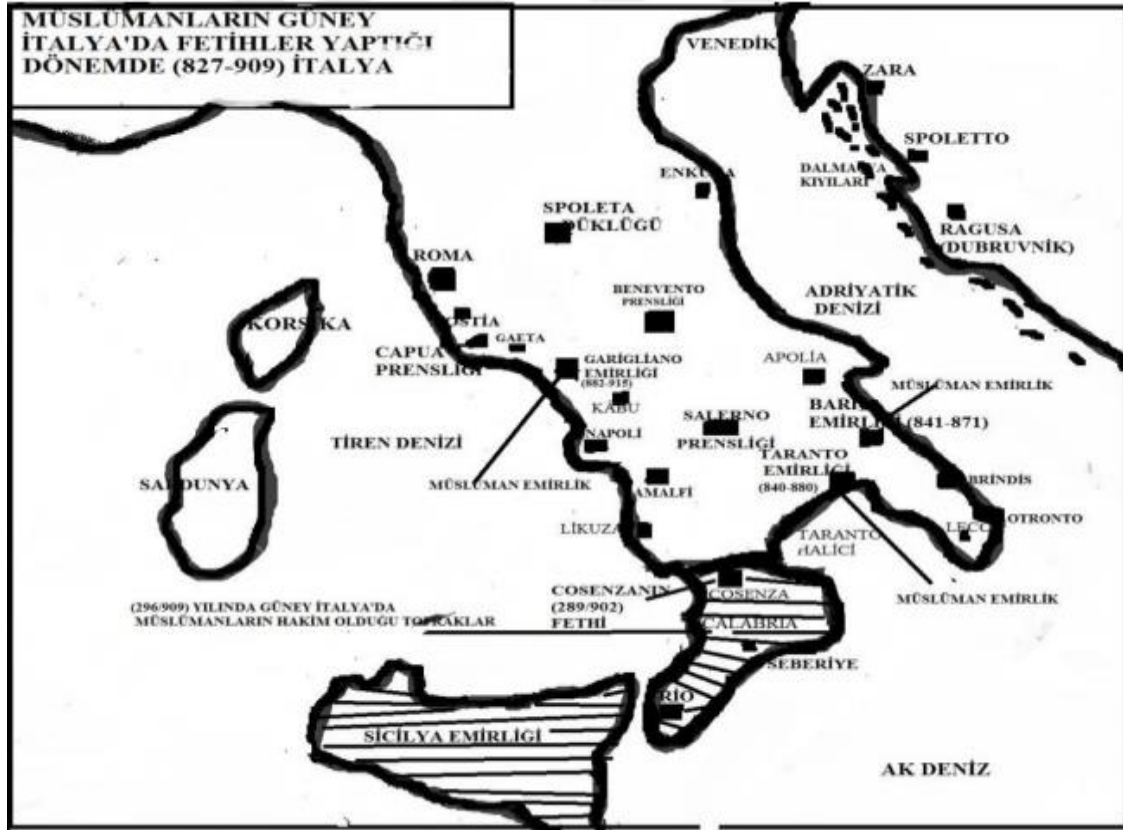 MÜSLÜMANLARIN GÜNEY
İTALYA'DA FETİHLER YAPTIĞI
DÖNEMDE (827-909) İTALYA
VENEDİK
ZARA
SPOLETTO
DALMAÇYA
KIYILARI
RAGUSA
(DUBRUVNİK)
SPOLETA
DÜKLÜĞÜ
ROMA
BENEVENTO
PRENSLİĞİ
ADRİYATİK
DENİZİ
KORSİKA
OSTİA
GAETA
CAPUA
PRENSLİĞİ
GARİGLİANO
EMİRLİĞİ
(882-915)
APOLİA
MÜSLÜMAN EMİRLİK
KABU
BARİ
EMİRLİĞİ (841-871)
SALERNO
PRENSLİĞİ
NAPOLİ
TİREN DENİZİ
TARANTO
EMİRLİĞİ
(840-880)
MÜSLÜMAN EMİRLİK
SARDUNYA
AMALFİ
BRİNDİS
OTRONTO
LİKUZA
TARANTO
HALİCİ
COSENZANIN
(289/902)
FETHİ
COSENZA
MÜSLÜMAN EMİRLİK
(296/909) YILINDA GÜNEY İTALYA'DA
MÜSLÜMANLARIN HAKİM OLDUĞU TOPRAKLAR
CALABRIA
SEBERİYE
RİO
SİCİLYA EMİRLİĞİ
AK DENİZ